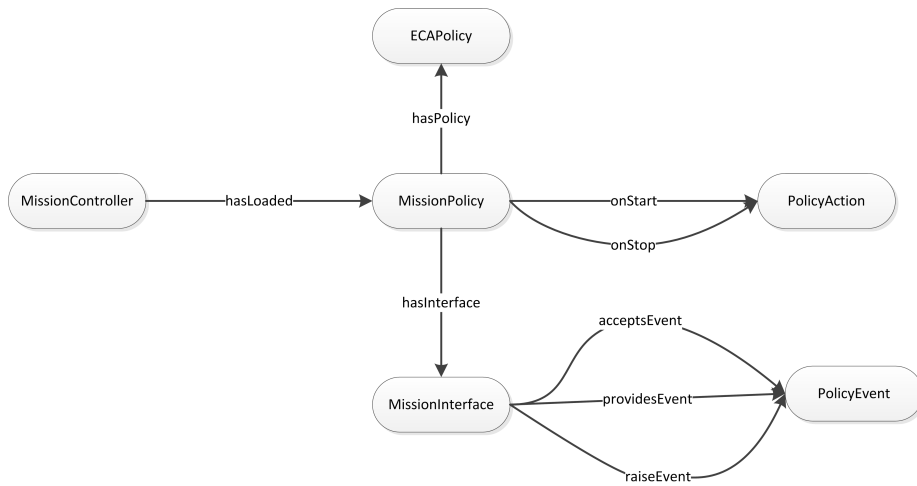 ECAPolicy
hasPolicy
MissionController
hasLoaded
MissionPolicy
onStart
PolicyAction
onStop
hasInterface
acceptsEvent
MissionInterface
providesEvent
PolicyEvent
raiseEvent